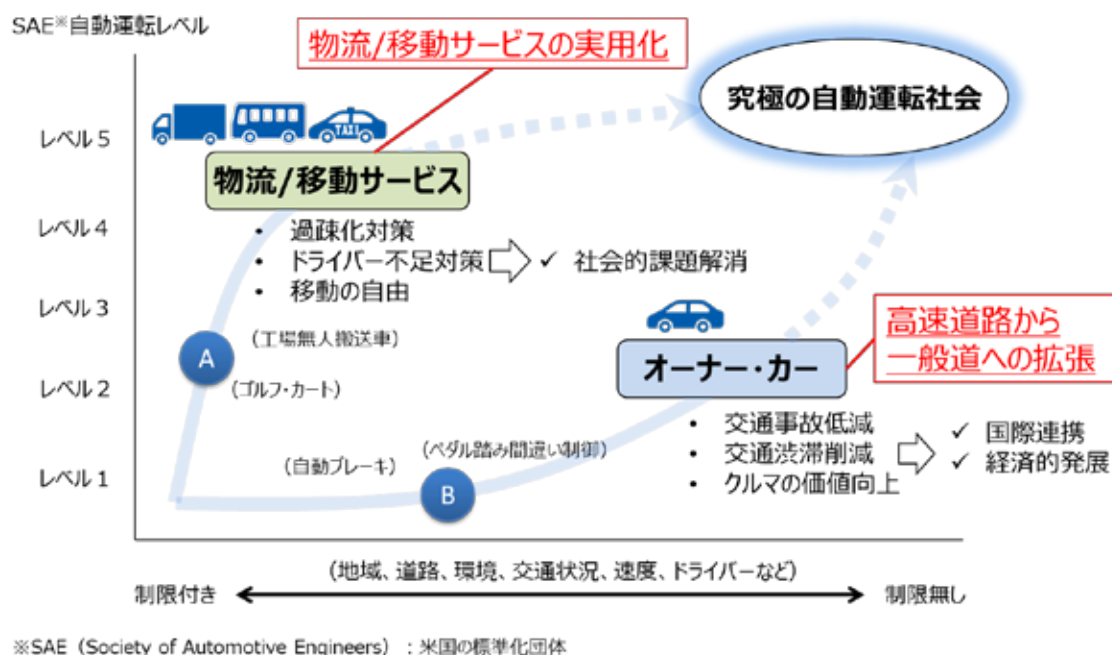 SAE※自動運転レベル
物流/移動サービスの実用化
究極の自動運転社会
レベル5
TAXI
物流/移動サービス
レベル4
• 過疎化対策
• ドライバー不足対策
• 移動の自由
✓ 社会的課題解消
レベル3
高速道路から
一般道への拡張
(工場無人搬送車)
A
オーナー・カー
レベル2
(ゴルフ・カート)
• 交通事故低減
• 交通渋滞削減
• クルマの価値向上
✓ 国際連携
✓ 経済的発展
(ペダル踏み間違い制御)
(自動ブレーキ)
レベル1
B
(地域、道路、環境、交通状況、速度、ドライバーなど)
制限付き
制限無し
※SAE(Society of Automotive Engineers):米国の標準化団体